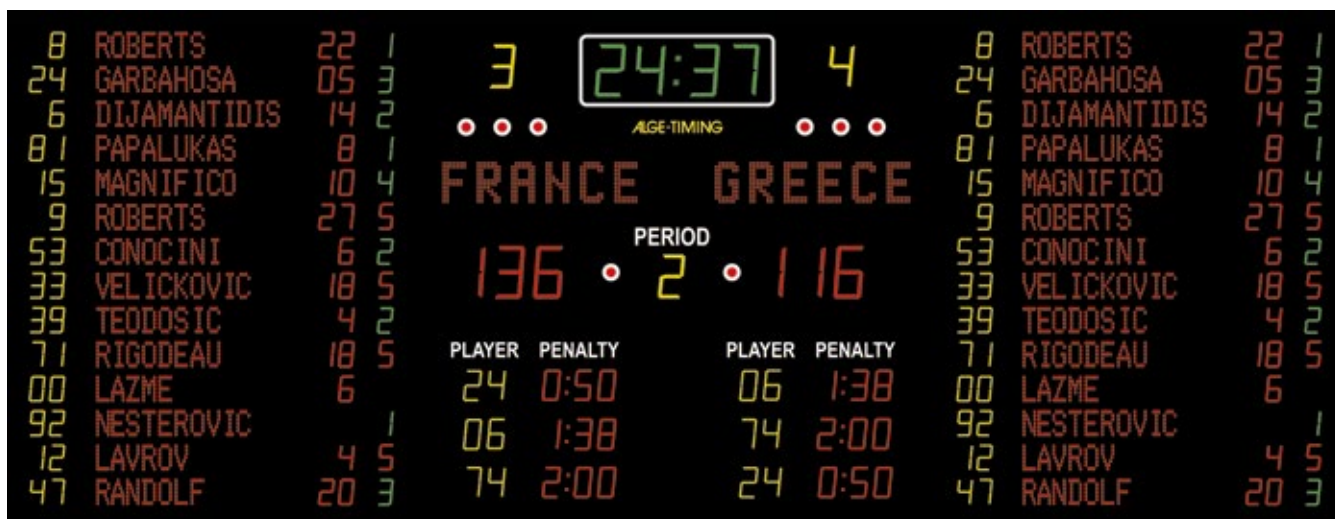 8 ROBERTS 22 1
24 GARBAHOSA 05 3
6 DIJAMANTIDIS 14 2
81 PAPALUKAS 8 1
15 MAGNIFICO 10 4
9 ROBERTS 27 5
53 CONOCINI 6 2
33 VELICKOVIC 18 5
39 TEODOSIC 4 2
71 RIGODEAU 18 5
00 LAZME 6
92 NESTEROVIC 1
12 LAVROV 4 5
47 RANDOLF 20 3
3 24:37 4
ALGE-TIMING
FRANCE GREECE
PERIOD
136 2 116
PLAYER PENALTY PLAYER PENALTY
24 0:50 06 1:38
06 1:38 74 2:00
74 2:00 24 0:50
8 ROBERTS 22 1
24 GARBAHOSA 05 3
6 DIJAMANTIDIS 14 2
81 PAPALUKAS 8 1
15 MAGNIFICO 10 4
9 ROBERTS 27 5
53 CONOCINI 6 2
33 VELICKOVIC 18 5
39 TEODOSIC 4 2
71 RIGODEAU 18 5
00 LAZME 6
92 NESTEROVIC 1
12 LAVROV 4 5
47 RANDOLF 20 3